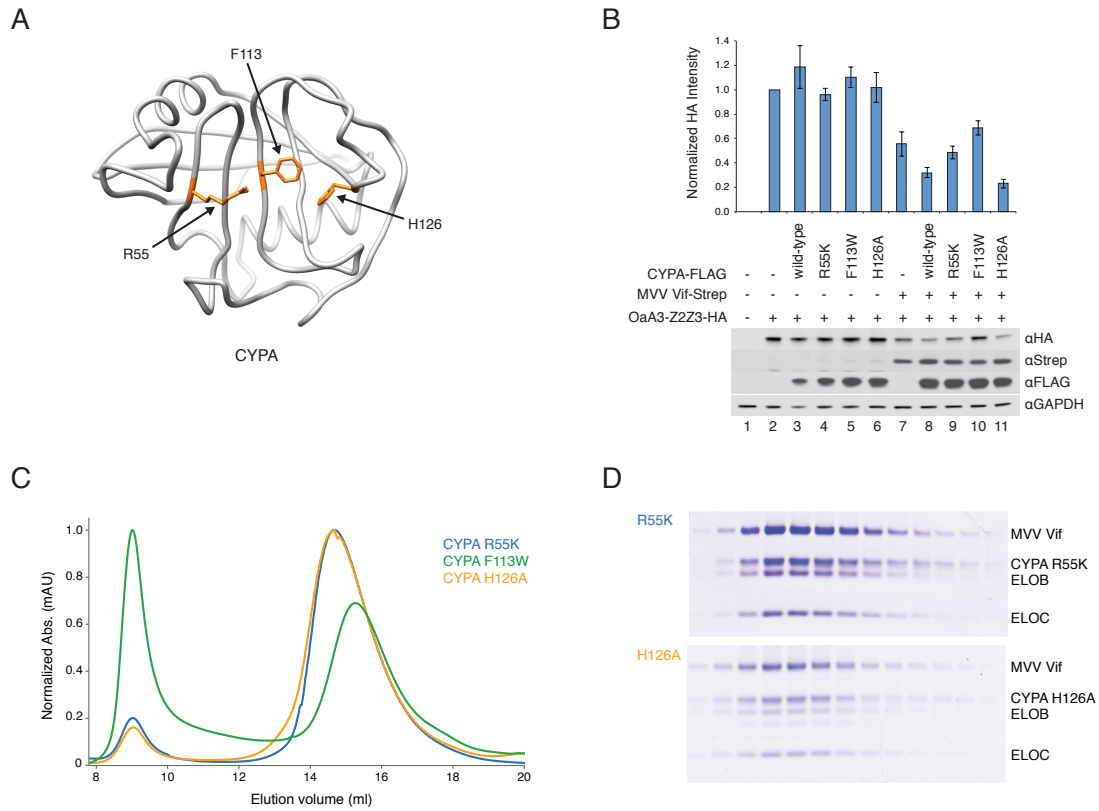 A
F113
R55
H126
CYPA
B
Normalized HA Intensity
1.4
1.2
1.0
0.8
0.6
0.4
0.2
0.0
CYPA-FLAG - - wild-type R55K F113W H126A - wild-type R55K F113W H126A
MVV Vif-Strep - - - - - - + + + + +
OaA3-Z2Z3-HA - + + + + + + + + + +
αHA
αStrep
αFLAG
αGAPDH
1 2 3 4 5 6 7 8 9 10 11
C
Normalized Abs. (mAU)
1.0
0.8
0.6
0.4
0.2
0
8 10 12 14 16 18 20
Elution volume (ml)
CYPA R55K
CYPA F113W
CYPA H126A
D
R55K
MVV Vif
CYPA R55K
ELOB
ELOC
H126A
MVV Vif
CYPA H126A
ELOB
ELOC